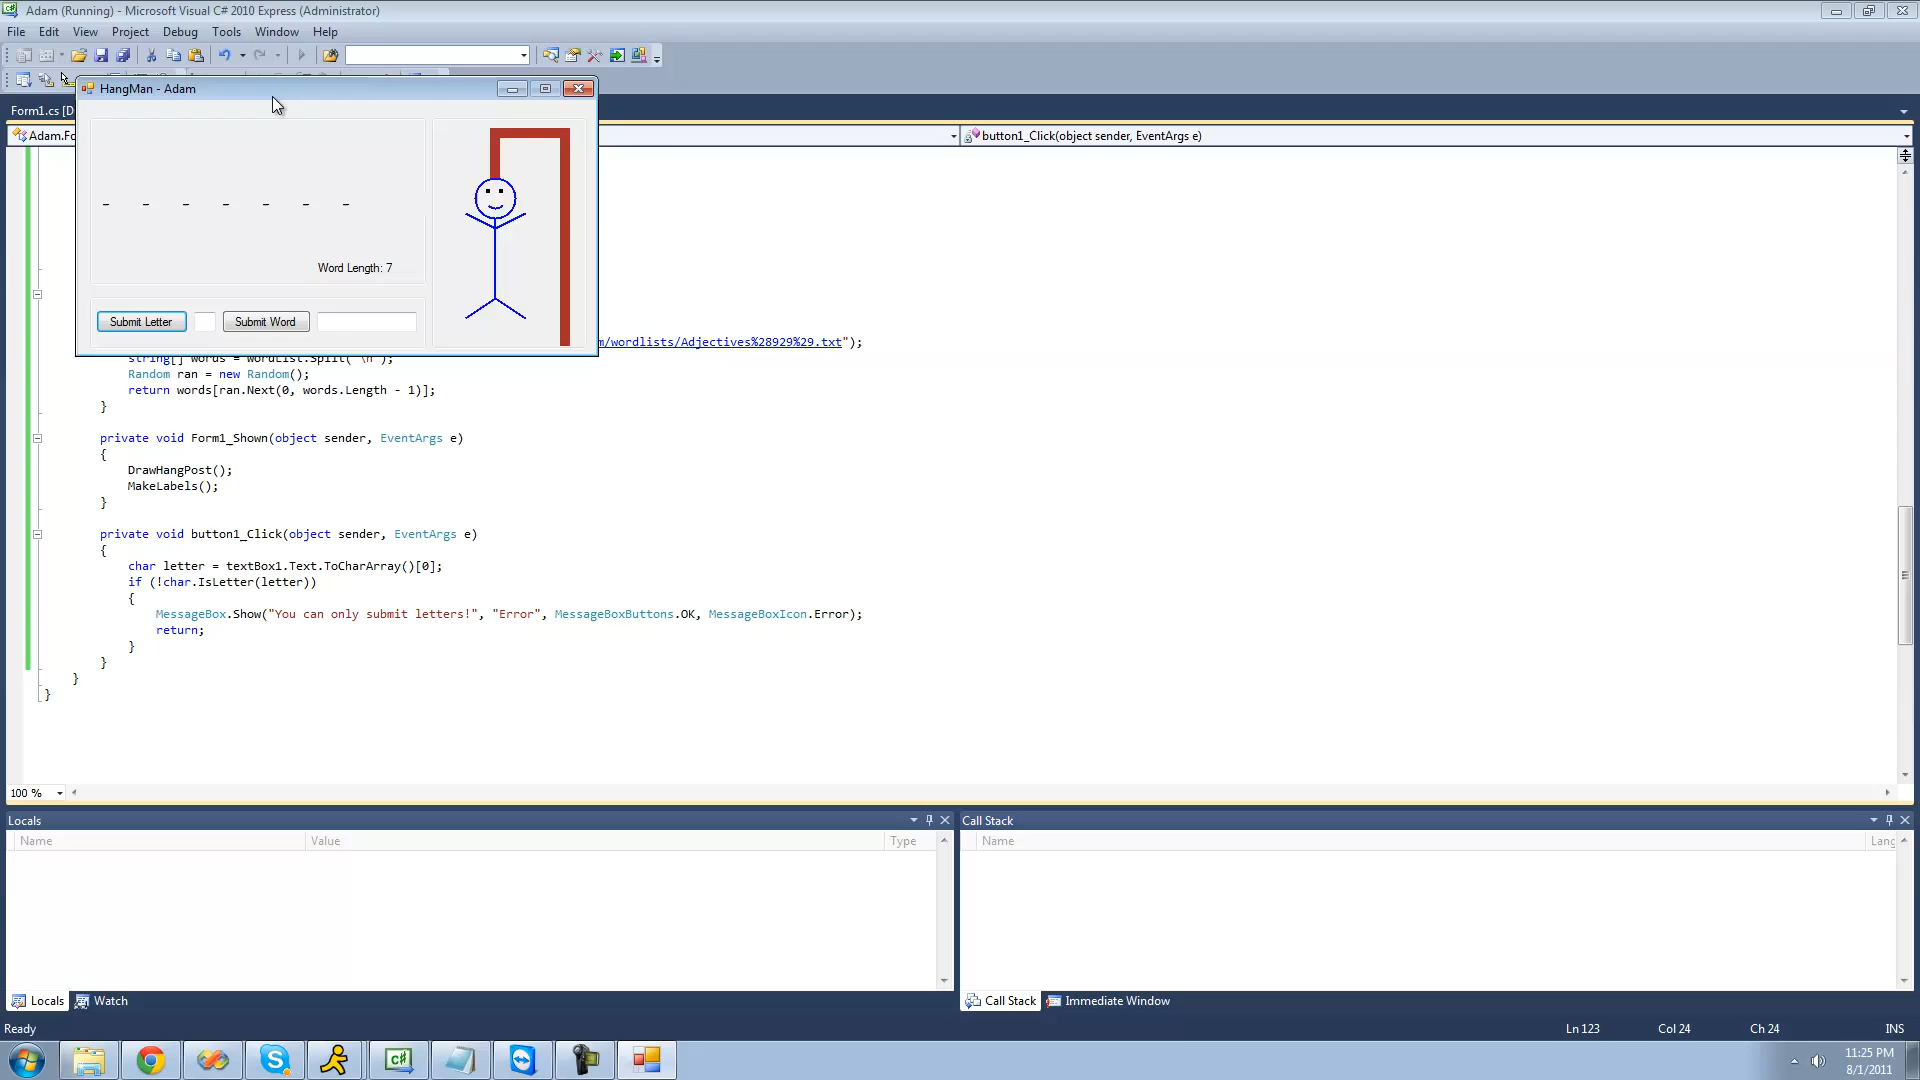 Adam (Running) - Microsoft Visual C# 2010 Express (Administrator)
File Edit View Project Debug Tools Window Help
HangMan - Adam
Form1.cs [D
Adam.Fo
button1_Click(object sender, EventArgs e)
_ _ _ _ _ _ _
Word Length: 7
Submit Letter Submit Word
m/wordlists/Adjectives%28929%29.txt");
string[] words = wordList.Split('\n');
Random ran = new Random();
return words[ran.Next(0, words.Length - 1)];
}
private void Form1_Shown(object sender, EventArgs e)
{
DrawHangPost();
MakeLabels();
}
private void button1_Click(object sender, EventArgs e)
{
char letter = textBox1.Text.ToCharArray()[0];
if (!char.IsLetter(letter))
{
MessageBox.Show("You can only submit letters!", "Error", MessageBoxButtons.OK, MessageBoxIcon.Error);
return;
}
}
}
}
100 %
Locals
Name Value Type
Call Stack
Name Lang
Locals Watch
Call Stack Immediate Window
Ready Ln 123 Col 24 Ch 24 INS
11:25 PM
8/1/2011